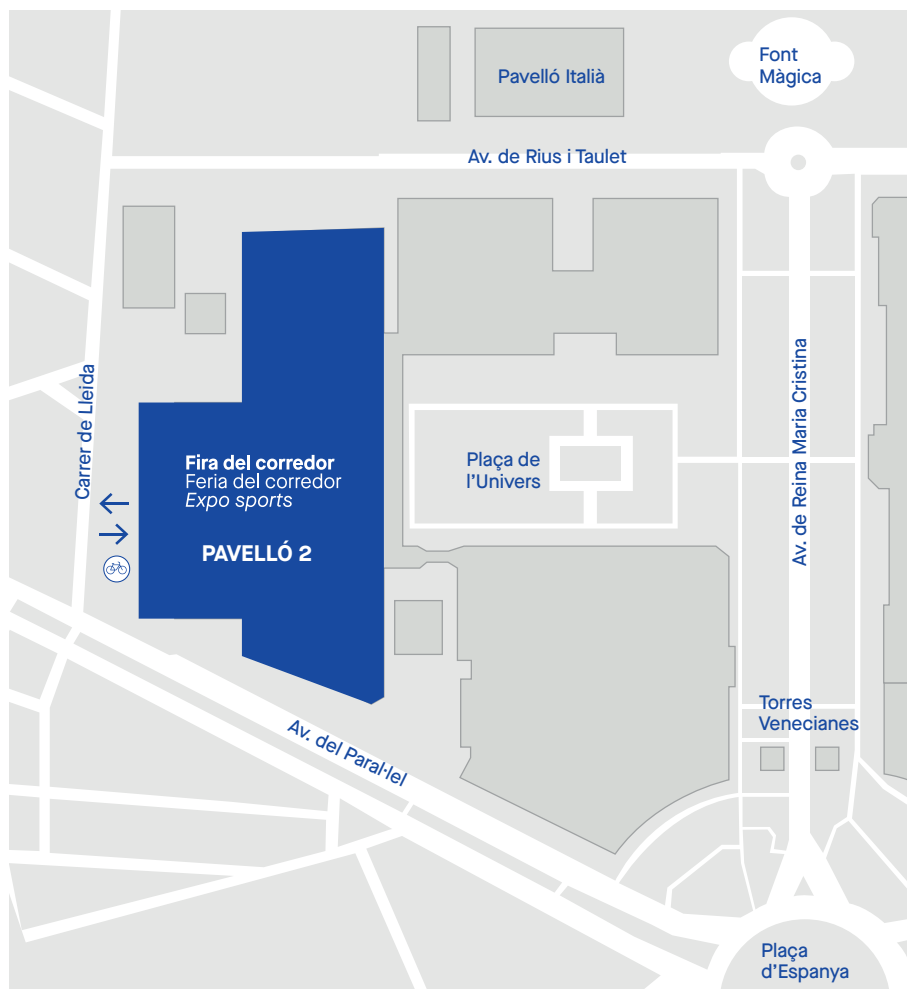 Font
Màgica
Pavelló Italià
Av. de Rius i Taulet
Carrer de Lleida
Av. de Reina Maria Cristina
Fira del corredor
Feria del corredor
Expo sports
PAVELLÓ 2
Plaça de
l'Univers
Torres
Venecianes
Av. del Paral·lel
Plaça
d'Espanya